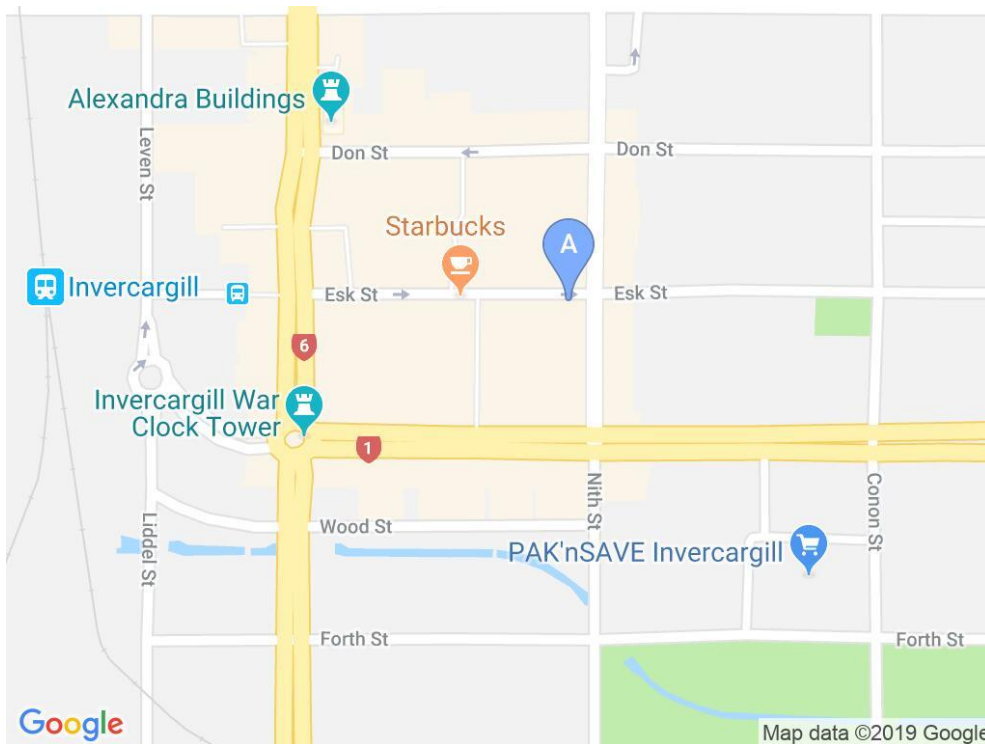 Alexandra Buildings
Leven St
Don St
Don St
Starbucks
A
Invercargill
Esk St
Esk St
6
Invercargill War
Clock Tower
1
Nith St
Conon St
Liddel St
Wood St
PAK'nSAVE Invercargill
Forth St
Forth St
Google
Map data ©2019 Google